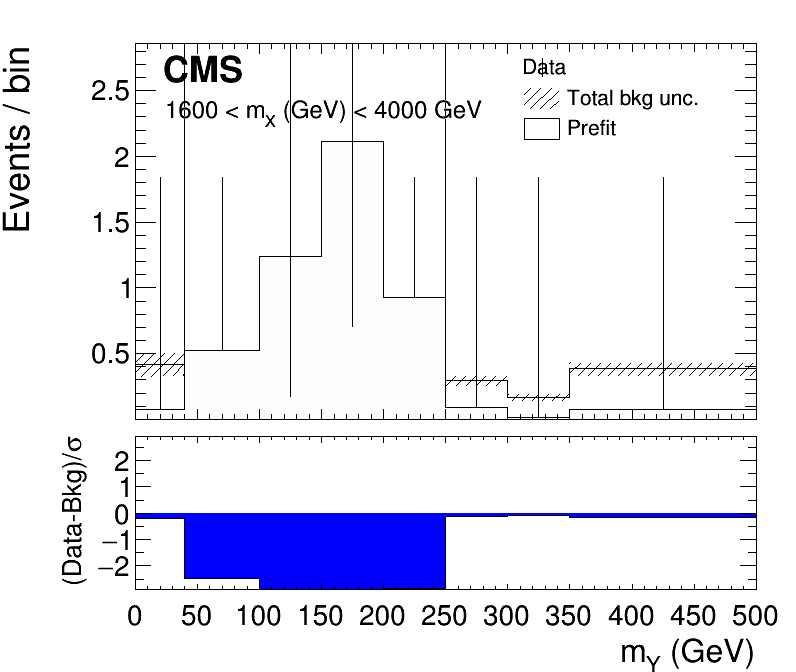 CMS
1600 < mX (GeV) < 4000 GeV
Data
Total bkg unc.
Prefit
Events / bin
2.5
2
1.5
1
0.5
(Data-Bkg)/σ
2
1
0
−1
−2
0 50 100 150 200 250 300 350 400 450 500
mY (GeV)